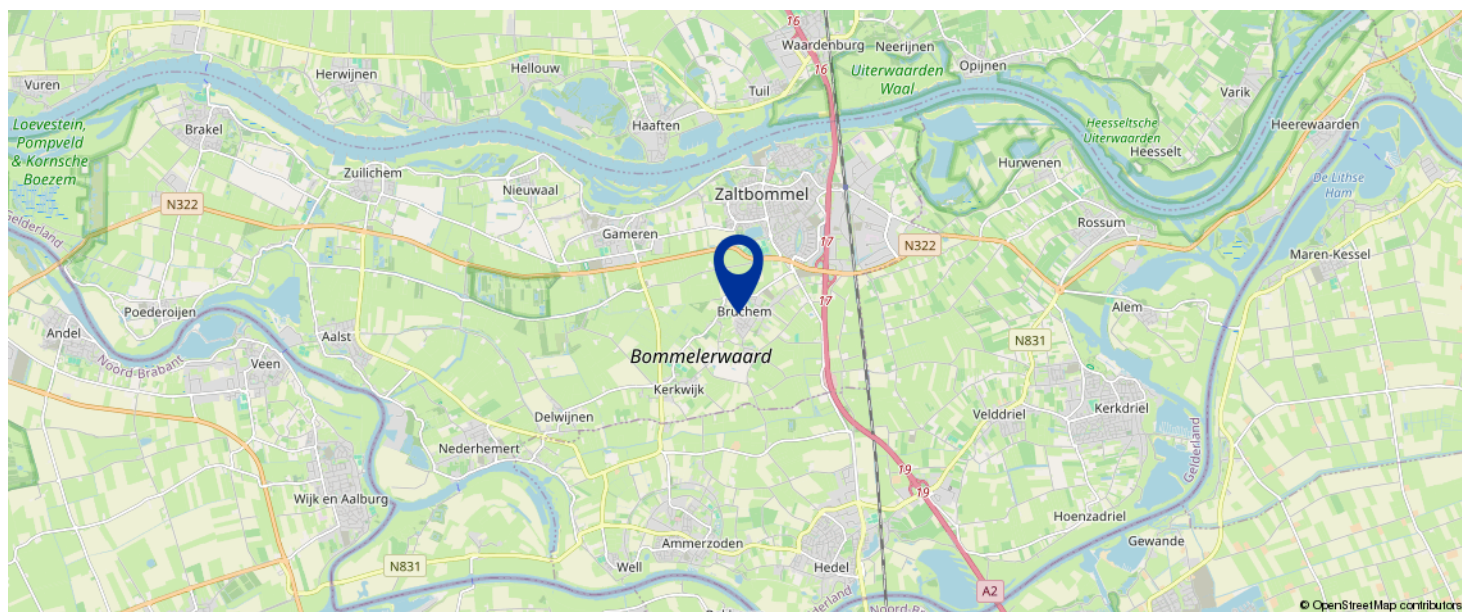 16
Waardenburg
Neerijnen
Hellouw
Herwijnen
Vuren
16
Uiterwaarden
Waal
Opijnen
Tuil
Varik
Loevestein,
Pompveld
& Kornsche
Boezem
Brakel
Haaften
Heesseltsche
Uiterwaarden
Heesselt
Heerewaarden
Hurwenen
Zuilichem
Nieuwaal
Zaltbommel
De Lithse
Ham
N322
Gelderland
Gameren
17
N322
Rossum
Maren-Kessel
17
Poederoijen
Bruchem
Alem
Andel
Aalst
N831
Noord-Brabant
Veen
Bommelerwaard
Kerkwijk
Delwijnen
Velddriel
Kerkdriel
Nederhemert
Gelderland
19
19
Wijk en Aalburg
Hoenzadriel
Gewande
Ammerzoden
N831
Well
Hedel
A2
Noord-B
© OpenStreetMap contributors